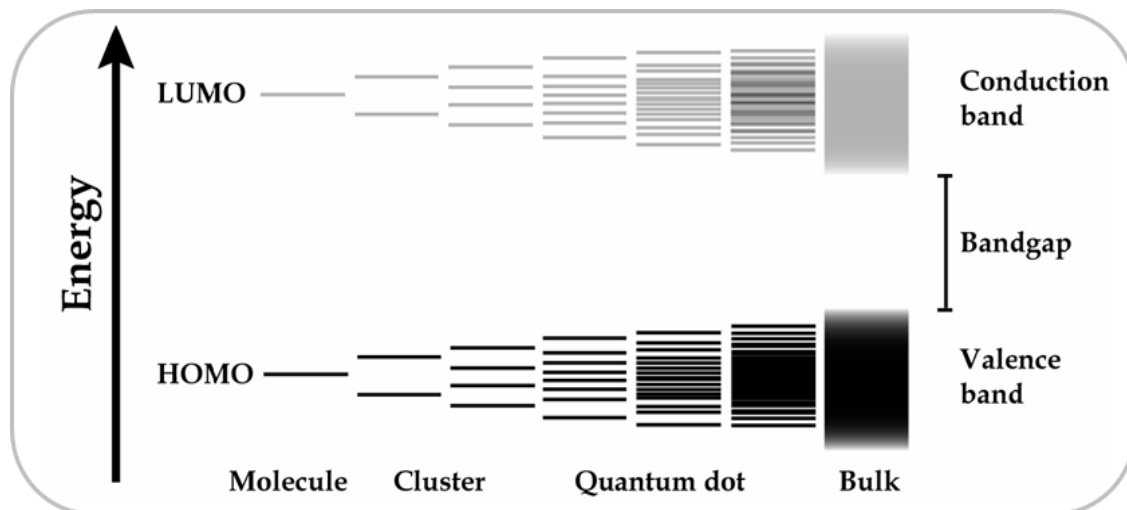 Energy
LUMO
HOMO
Conduction
band
Bandgap
Valence
band
Molecule
Cluster
Quantum dot
Bulk